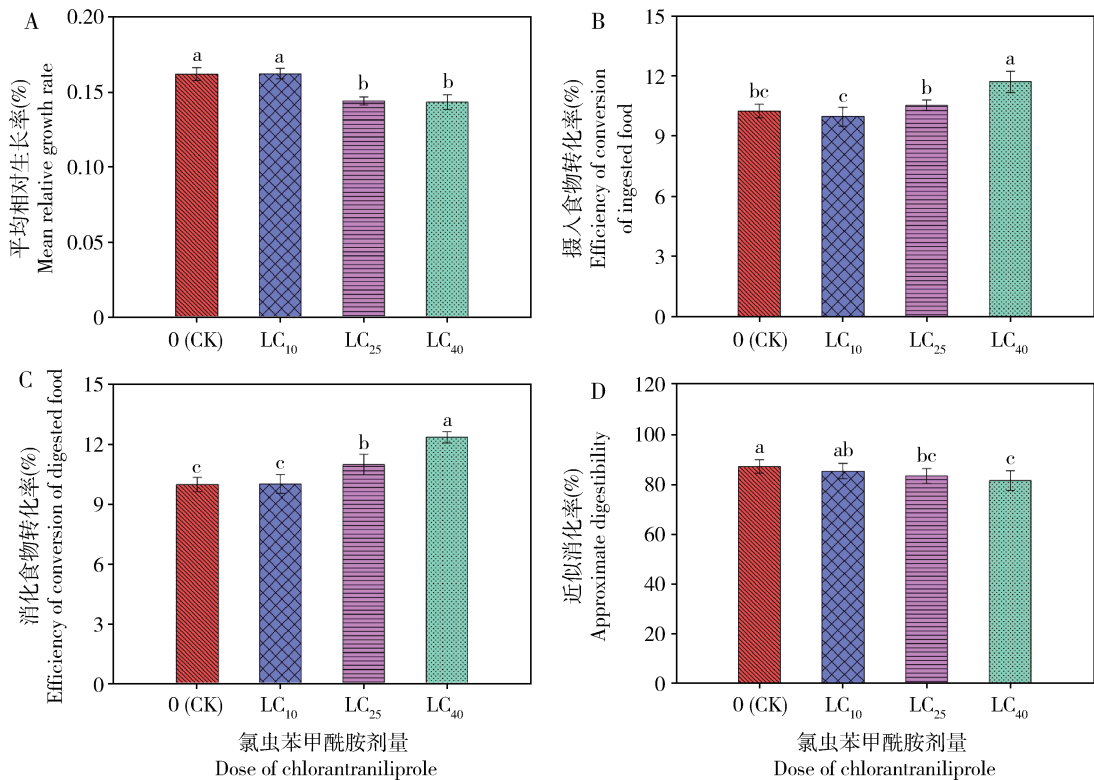 A
平均相对生长率(%)
Mean relative growth rate
0.20
0.15
0.10
0.05
0
a
a
b
b
0 (CK)
LC₁₀
LC₂₅
LC₄₀
B
摄入食物转化率(%)
Efficiency of conversion
of ingested food
15
12
9
6
3
0
bc
c
b
a
0 (CK)
LC₁₀
LC₂₅
LC₄₀
C
消化食物转化率(%)
Efficiency of conversion of digested food
15
12
9
6
3
0
c
c
b
a
0 (CK)
LC₁₀
LC₂₅
LC₄₀
氯虫苯甲酰胺剂量
Dose of chlorantraniliprole
D
近似消化率(%)
Approximate digestibility
120
100
80
60
40
20
0
a
ab
bc
c
0 (CK)
LC₁₀
LC₂₅
LC₄₀
氯虫苯甲酰胺剂量
Dose of chlorantraniliprole